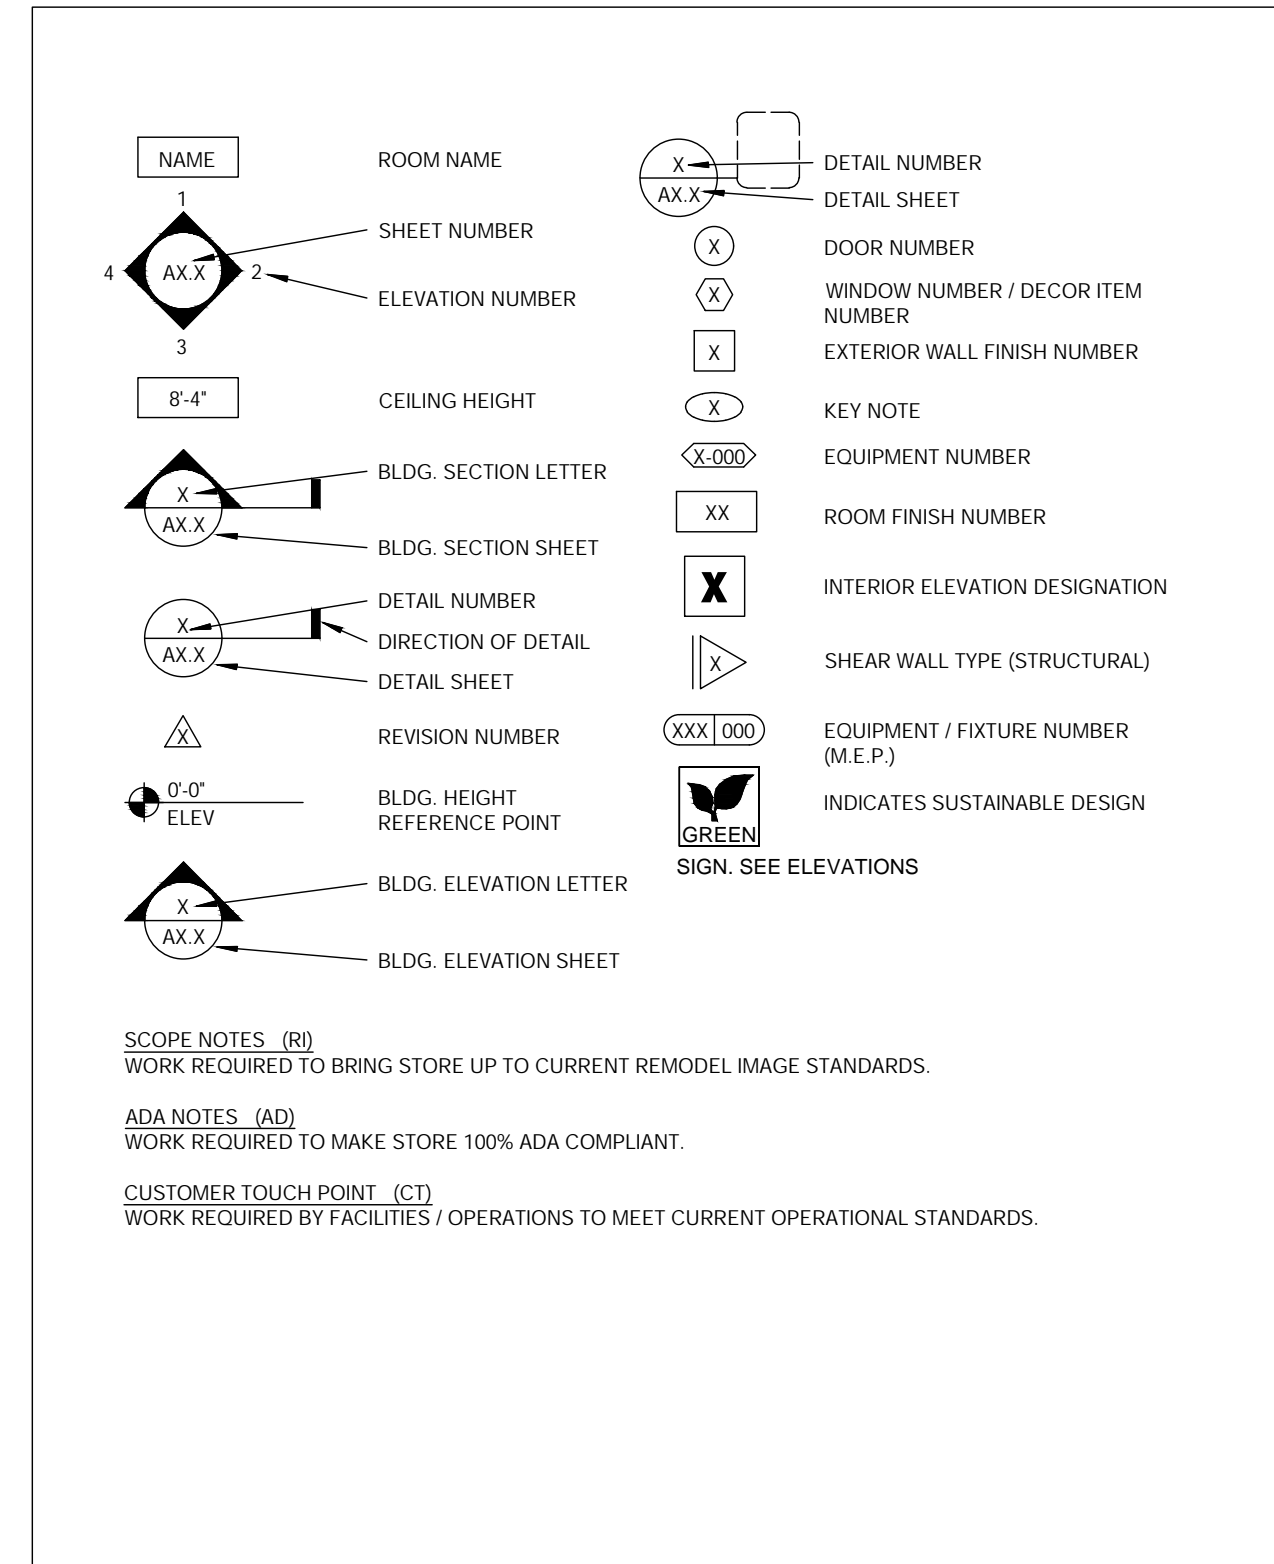 NAME
ROOM NAME
1
SHEET NUMBER
4
AX.X
2
ELEVATION NUMBER
3
8'-4"
CEILING HEIGHT
BLDG. SECTION LETTER
X
AX.X
BLDG. SECTION SHEET
DETAIL NUMBER
X
DIRECTION OF DETAIL
AX.X
DETAIL SHEET
X
REVISION NUMBER
0'-0"
ELEV
BLDG. HEIGHT
REFERENCE POINT
BLDG. ELEVATION LETTER
X
AX.X
BLDG. ELEVATION SHEET
X
DETAIL NUMBER
AX.X
DETAIL SHEET
X
DOOR NUMBER
X
WINDOW NUMBER / DECOR ITEM
NUMBER
X
EXTERIOR WALL FINISH NUMBER
X
KEY NOTE
X-000
EQUIPMENT NUMBER
XX
ROOM FINISH NUMBER
X
INTERIOR ELEVATION DESIGNATION
X
SHEAR WALL TYPE (STRUCTURAL)
XXX 000
EQUIPMENT / FIXTURE NUMBER
(M.E.P.)
GREEN
INDICATES SUSTAINABLE DESIGN
SIGN. SEE ELEVATIONS
SCOPE NOTES (RI)
WORK REQUIRED TO BRING STORE UP TO CURRENT REMODEL IMAGE STANDARDS.
ADA NOTES (AD)
WORK REQUIRED TO MAKE STORE 100% ADA COMPLIANT.
CUSTOMER TOUCH POINT (CT)
WORK REQUIRED BY FACILITIES / OPERATIONS TO MEET CURRENT OPERATIONAL STANDARDS.